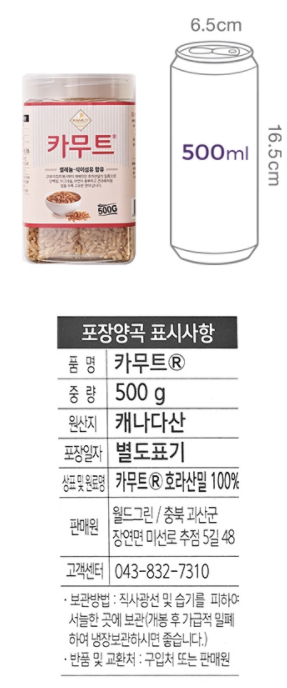 6.5cm
카무트®
셀레늄·식이섬유 함유
500G
500ml
16.5cm
포장양곡 표시사항
품 명 카무트®
중 량 500 g
원산지 캐나다산
포장일자 별도표기
상표 및 원료명 카무트® 호라산밀 100%
판매원 월드그린 / 충북 괴산군
장연면 미선로 추점 5길 48
고객센터 043-832-7310
· 보관방법 : 직사광선 및 습기를 피하여
서늘한 곳에 보관(개봉 후 가급적 밀폐
하여 냉장보관하시면 좋습니다.)
· 반품 및 교환처 : 구입처 또는 판매원